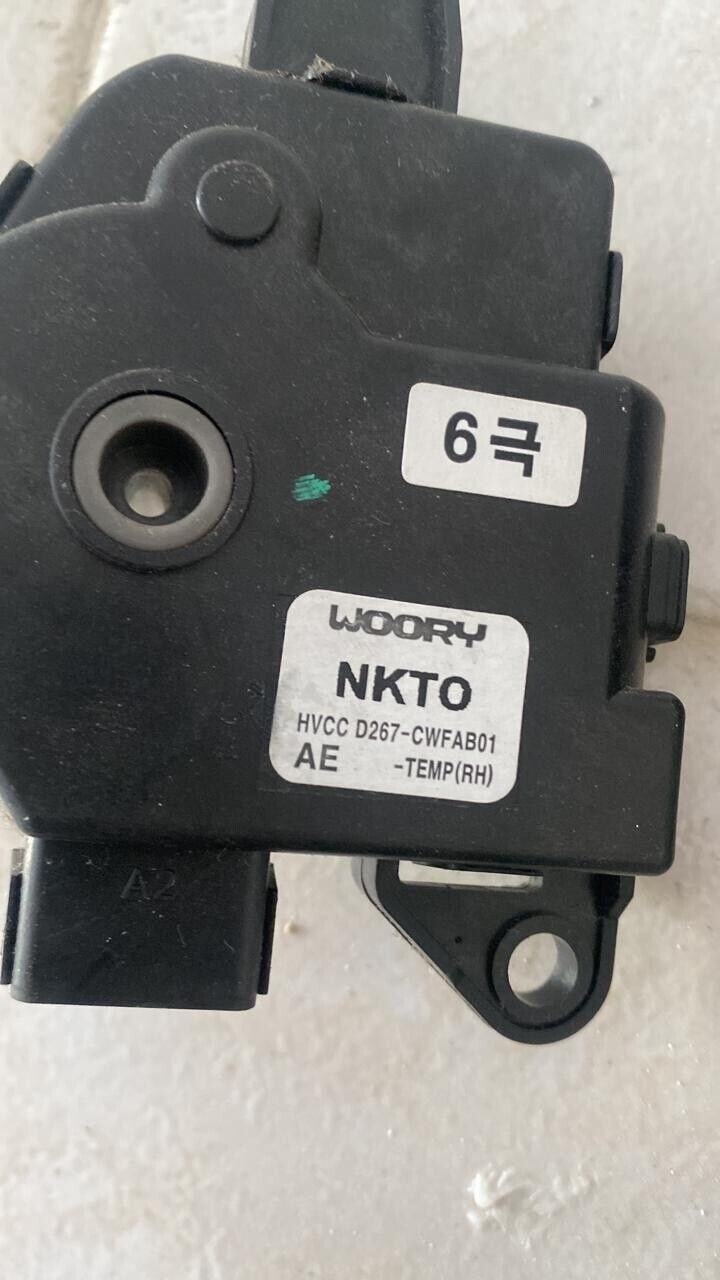 6극
WOORY
NKTO
HVCC D267-CWFAB01
AE -TEMP(RH)
A2